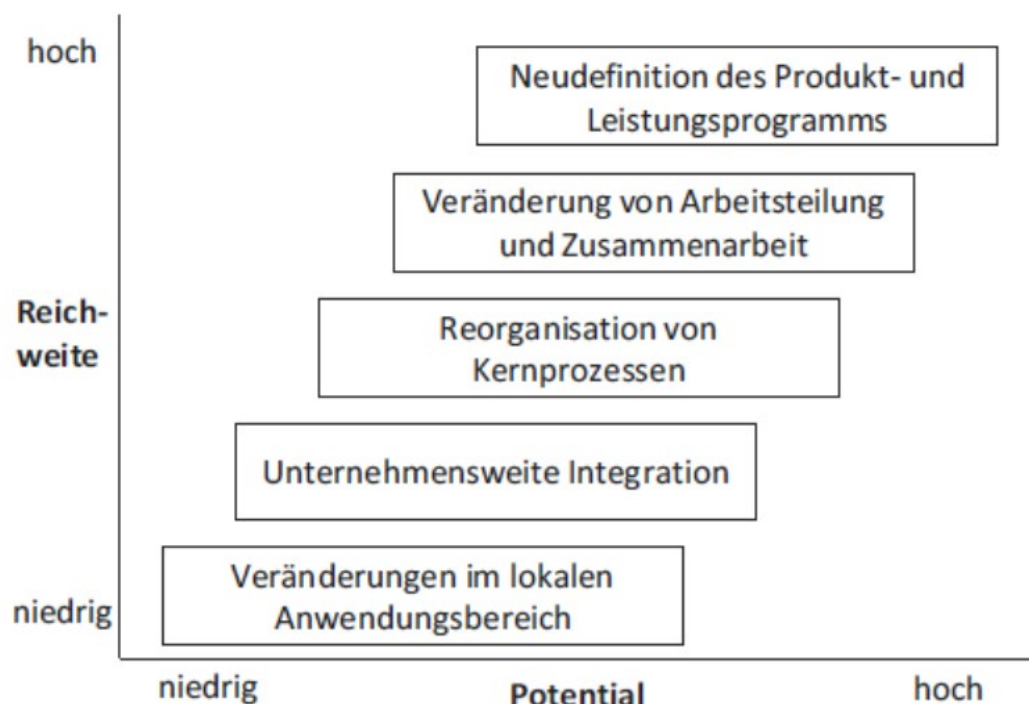 hoch
Neudefinition des Produkt- und
Leistungsprogramms
Veränderung von Arbeitsteilung
und Zusammenarbeit
Reich-
weite
Reorganisation von
Kernprozessen
Unternehmensweite Integration
Veränderungen im lokalen
Anwendungsbereich
niedrig
niedrig
Potential
hoch